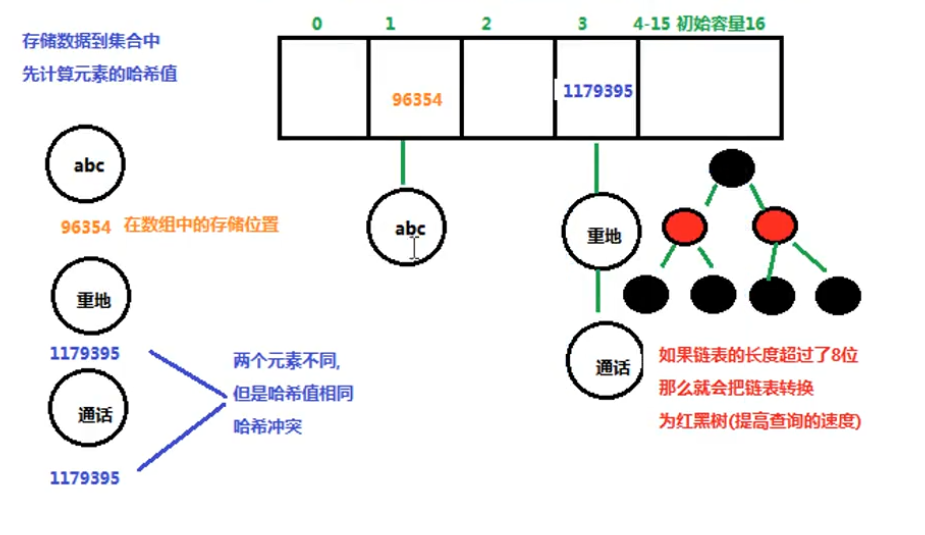 存储数据到集合中
先计算元素的哈希值
0 1 2 3 4-15 初始容量16
96354
1179395
abc
96354 在数组中的存储位置
重地
1179395
通话
1179395
两个元素不同,
但是哈希值相同
哈希冲突
abc
重地
通话
如果链表的长度超过了8位
那么就会把链表转换
为红黑树(提高查询的速度)